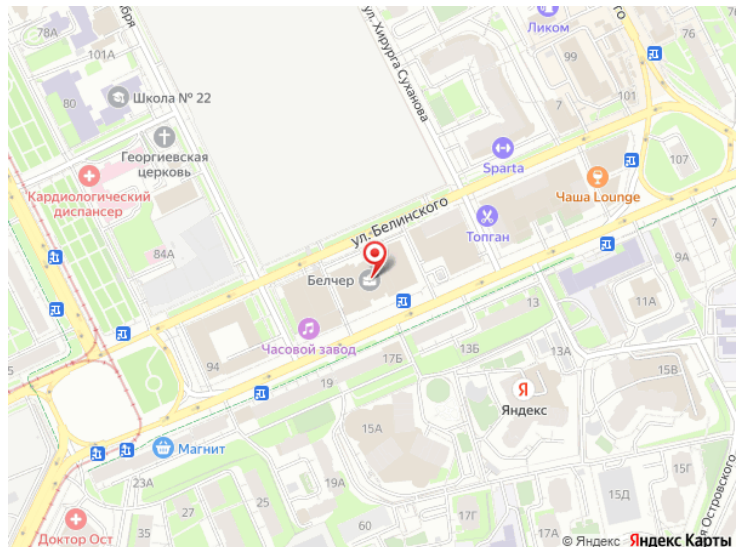 78А
101А
80
Школа № 22
Георгиевская
церковь
Кардиологический
диспансер
84А
ул. Хирурга Суханова
Ликом
99
76
7
101
Sparta
107
Чаша Lounge
ул. Белинского
Топган
Белчер
Часовой завод
94
7
9А
11А
13
13Б
13А
17Б
19
15В
Я
Яндекс
15А
Магнит
23А
25
27
35
Доктор Ост
60
17Г
15Д
15Г
я Островского
© Яндекс Яндекс Карты